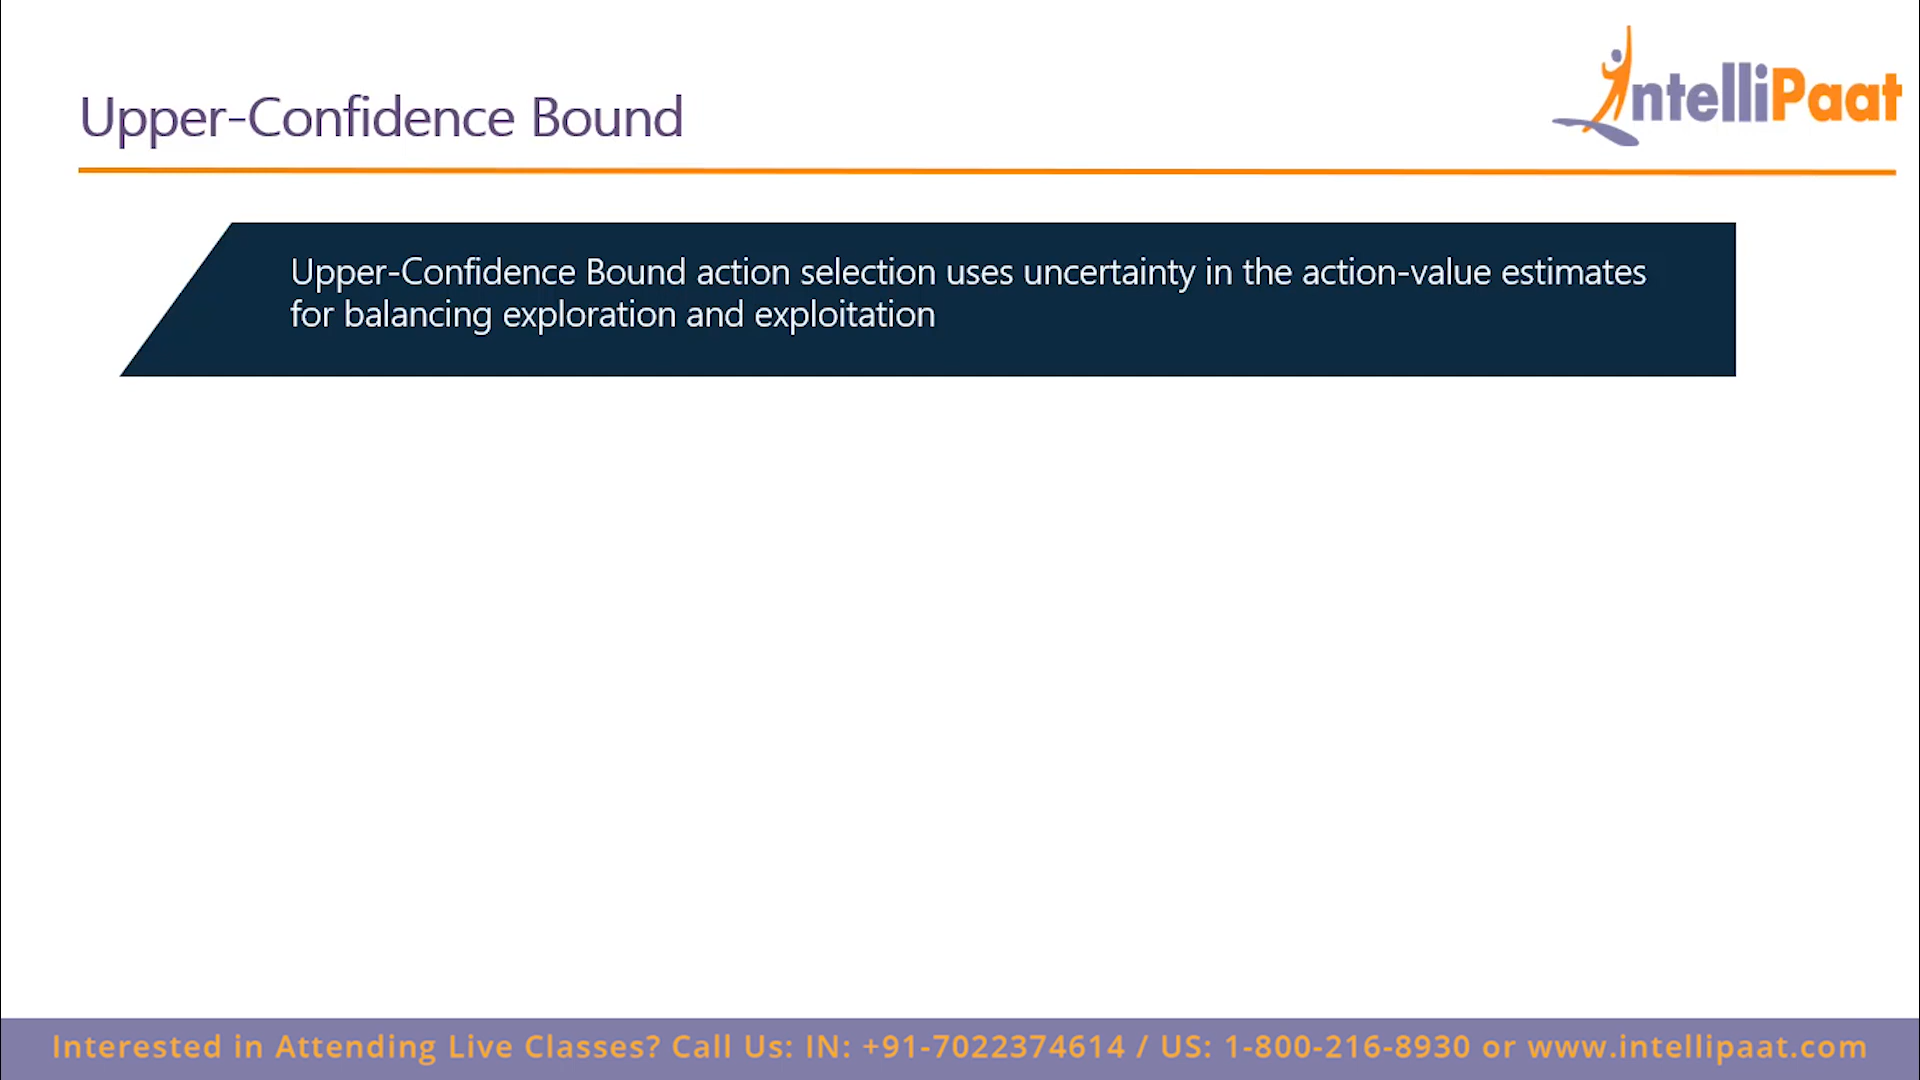 IntelliPaat
Upper-Confidence Bound
Upper-Confidence Bound action selection uses uncertainty in the action-value estimates
for balancing exploration and exploitation
Interested in Attending Live Classes? Call Us: IN: +91-7022374614 / US: 1-800-216-8930 or www.intellipaat.com